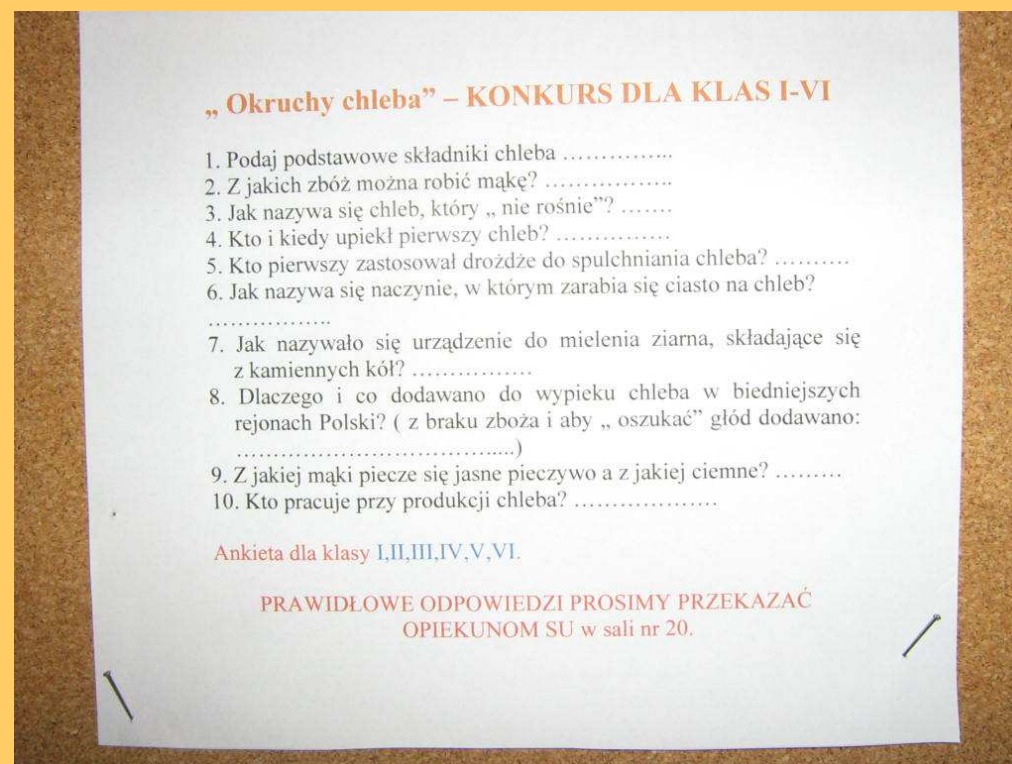 „ Okruchy chleba” – KONKURS DLA KLAS I-VI
1. Podaj podstawowe składniki chleba ……………
2. Z jakich zbóż można robić mąkę? ……………..
3. Jak nazywa się chleb, który „ nie rośnie”? …….
4. Kto i kiedy upiekł pierwszy chleb? ……………
5. Kto pierwszy zastosował drożdże do spulchniania chleba? ……….
6. Jak nazywa się naczynie, w którym zarabia się ciasto na chleb?
……………..
7. Jak nazywało się urządzenie do mielenia ziarna, składające się
z kamiennych kół? …………….
8. Dlaczego i co dodawano do wypieku chleba w biedniejszych
rejonach Polski? ( z braku zboża i aby „ oszukać” głód dodawano:
……………………………….....)
9. Z jakiej mąki piecze się jasne pieczywo a z jakiej ciemne? ………
10. Kto pracuje przy produkcji chleba? ………………..
Ankieta dla klasy I,II,III,IV,V,VI.
PRAWIDŁOWE ODPOWIEDZI PROSIMY PRZEKAZAĆ
OPIEKUNOM SU w sali nr 20.